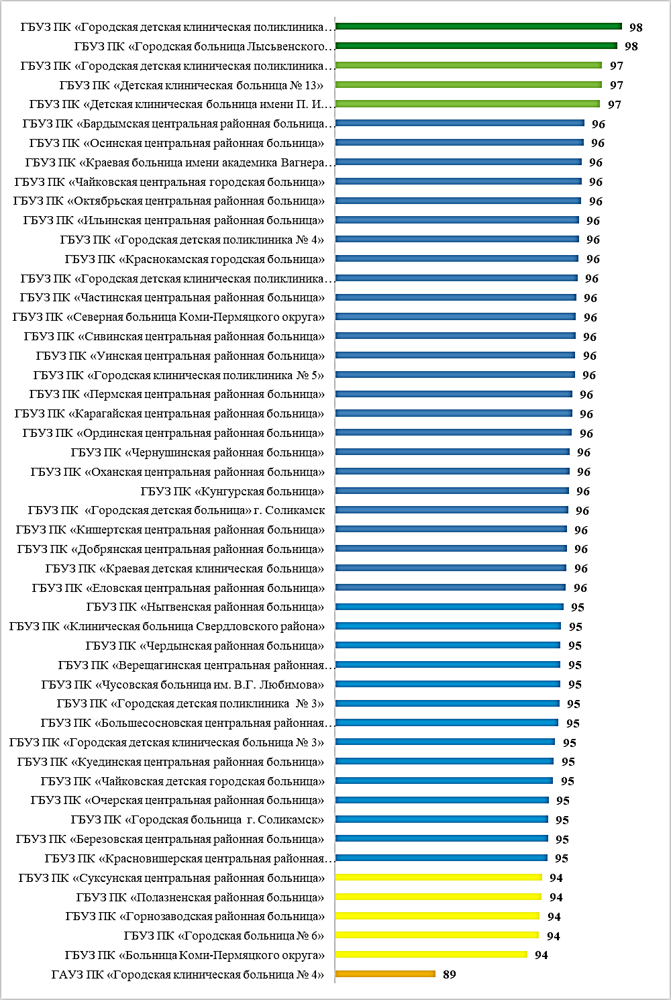 ГБУЗ ПК «Городская детская клиническая поликлиника… 98
ГБУЗ ПК «Городская больница Лысьвенского… 98
ГБУЗ ПК «Городская детская клиническая поликлиника… 97
ГБУЗ ПК «Детская клиническая больница № 13» 97
ГБУЗ ПК «Детская клиническая больница имени П. И… 97
ГБУЗ ПК «Бардымская центральная районная больница… 96
ГБУЗ ПК «Осинская центральная районная больница» 96
ГБУЗ ПК «Краевая больница имени академика Вагнера… 96
ГБУЗ ПК «Чайковская центральная городская больница» 96
ГБУЗ ПК «Октябрьская центральная районная больница» 96
ГБУЗ ПК «Ильинская центральная районная больница» 96
ГБУЗ ПК «Городская детская поликлиника № 4» 96
ГБУЗ ПК «Краснокамская городская больница» 96
ГБУЗ ПК «Городская детская клиническая поликлиника… 96
ГБУЗ ПК «Частинская центральная районная больница» 96
ГБУЗ ПК «Северная больница Коми-Пермяцкого округа» 96
ГБУЗ ПК «Сивинская центральная районная больница» 96
ГБУЗ ПК «Уинская центральная районная больница» 96
ГБУЗ ПК «Городская клиническая поликлиника № 5» 96
ГБУЗ ПК «Пермская центральная районная больница» 96
ГБУЗ ПК «Карагайская центральная районная больница» 96
ГБУЗ ПК «Ординская центральная районная больница» 96
ГБУЗ ПК «Чернушинская районная больница» 96
ГБУЗ ПК «Оханская центральная районная больница» 96
ГБУЗ ПК «Кунгурская больница» 96
ГБУЗ ПК «Городская детская больница» г. Соликамск 96
ГБУЗ ПК «Кишертская центральная районная больница» 96
ГБУЗ ПК «Добрянская центральная районная больница» 96
ГБУЗ ПК «Краевая детская клиническая больница» 96
ГБУЗ ПК «Еловская центральная районная больница» 96
ГБУЗ ПК «Нытвенская районная больница» 95
ГБУЗ ПК «Клиническая больница Свердловского района» 95
ГБУЗ ПК «Чердынская районная больница» 95
ГБУЗ ПК «Верещагинская центральная районная… 95
ГБУЗ ПК «Чусовская больница им. В.Г. Любимова» 95
ГБУЗ ПК «Городская детская поликлиника № 3» 95
ГБУЗ ПК «Большесосновская центральная районная… 95
ГБУЗ ПК «Городская детская клиническая больница № 3» 95
ГБУЗ ПК «Куединская центральная районная больница» 95
ГБУЗ ПК «Чайковская детская городская больница» 95
ГБУЗ ПК «Очерская центральная районная больница» 95
ГБУЗ ПК «Городская больница г. Соликамск» 95
ГБУЗ ПК «Березовская центральная районная больница» 95
ГБУЗ ПК «Красновишерская центральная районная… 95
ГБУЗ ПК «Суксунская центральная районная больница» 94
ГБУЗ ПК «Полазненская районная больница» 94
ГБУЗ ПК «Горнозаводская районная больница» 94
ГБУЗ ПК «Городская больница № 6» 94
ГБУЗ ПК «Больница Коми-Пермяцкого округа» 94
ГАУЗ ПК «Городская клиническая больница № 4» 89